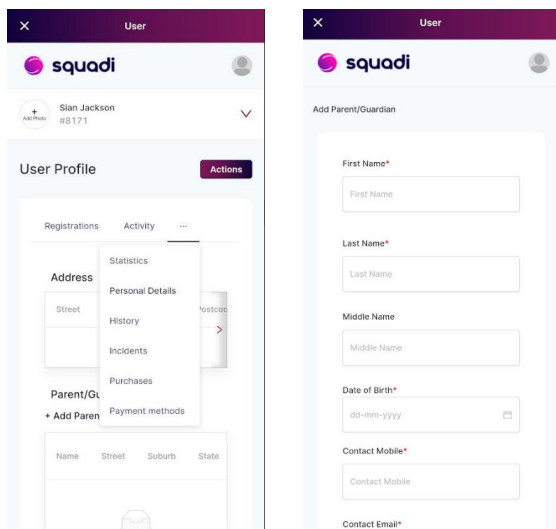 User
squadi
+
Add Photo
Sian Jackson
#8171
User Profile
Actions
Registrations Activity ...
Statistics
Personal Details
History
Incidents
Purchases
Payment methods
Address
Street Postcod
Parent/Gu
+ Add Paren
Name Street Suburb State
User
squadi
Add Parent/Guardian
First Name*
First Name
Last Name*
Last Name
Middle Name
Middle Name
Date of Birth*
dd-mm-yyyy
Contact Mobile*
Contact Mobile
Contact Email*